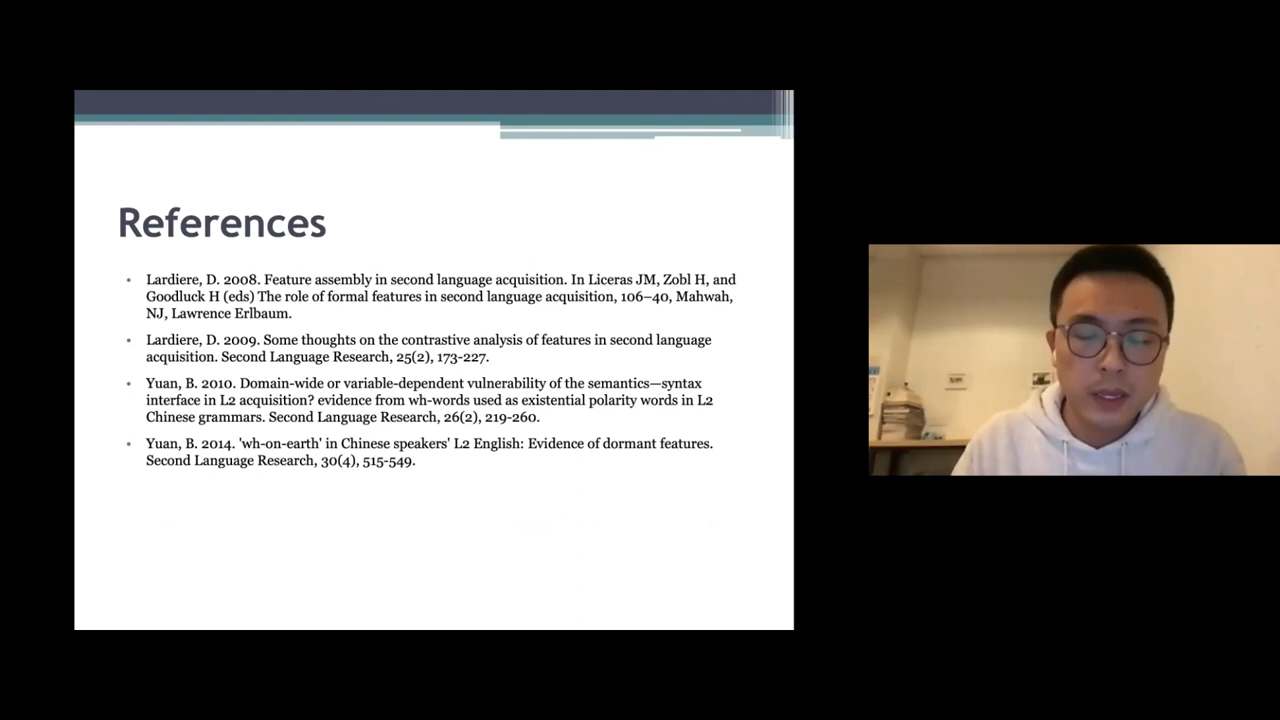 References
• Lardiere, D. 2008. Feature assembly in second language acquisition. In Liceras JM, Zobl H, and
Goodluck H (eds) The role of formal features in second language acquisition, 106–40, Mahwah,
NJ, Lawrence Erlbaum.
• Lardiere, D. 2009. Some thoughts on the contrastive analysis of features in second language
acquisition. Second Language Research, 25(2), 173-227.
• Yuan, B. 2010. Domain-wide or variable-dependent vulnerability of the semantics—syntax
interface in L2 acquisition? evidence from wh-words used as existential polarity words in L2
Chinese grammars. Second Language Research, 26(2), 219-260.
• Yuan, B. 2014. 'wh-on-earth' in Chinese speakers' L2 English: Evidence of dormant features.
Second Language Research, 30(4), 515-549.